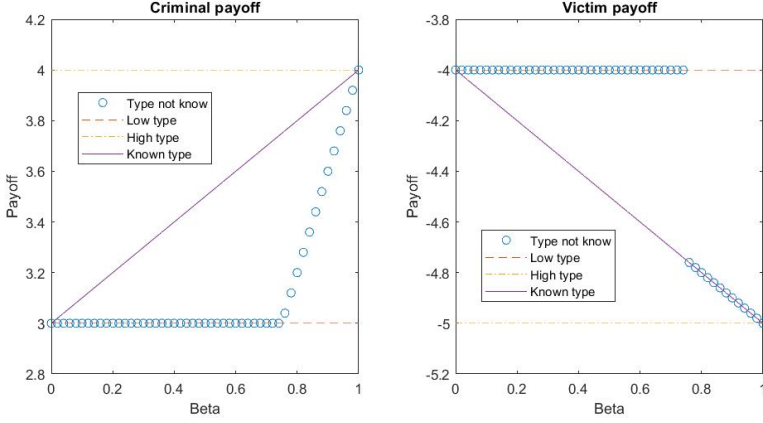 Criminal payoff
4.2
4
3.8
3.6
3.4
3.2
3
2.8
Payoff
Type not know
Low type
High type
Known type
0 0.2 0.4 0.6 0.8 1
Beta
Victim payoff
-3.8
-4
-4.2
-4.4
-4.6
-4.8
-5
-5.2
Payoff
Type not know
Low type
High type
Known type
0 0.2 0.4 0.6 0.8 1
Beta